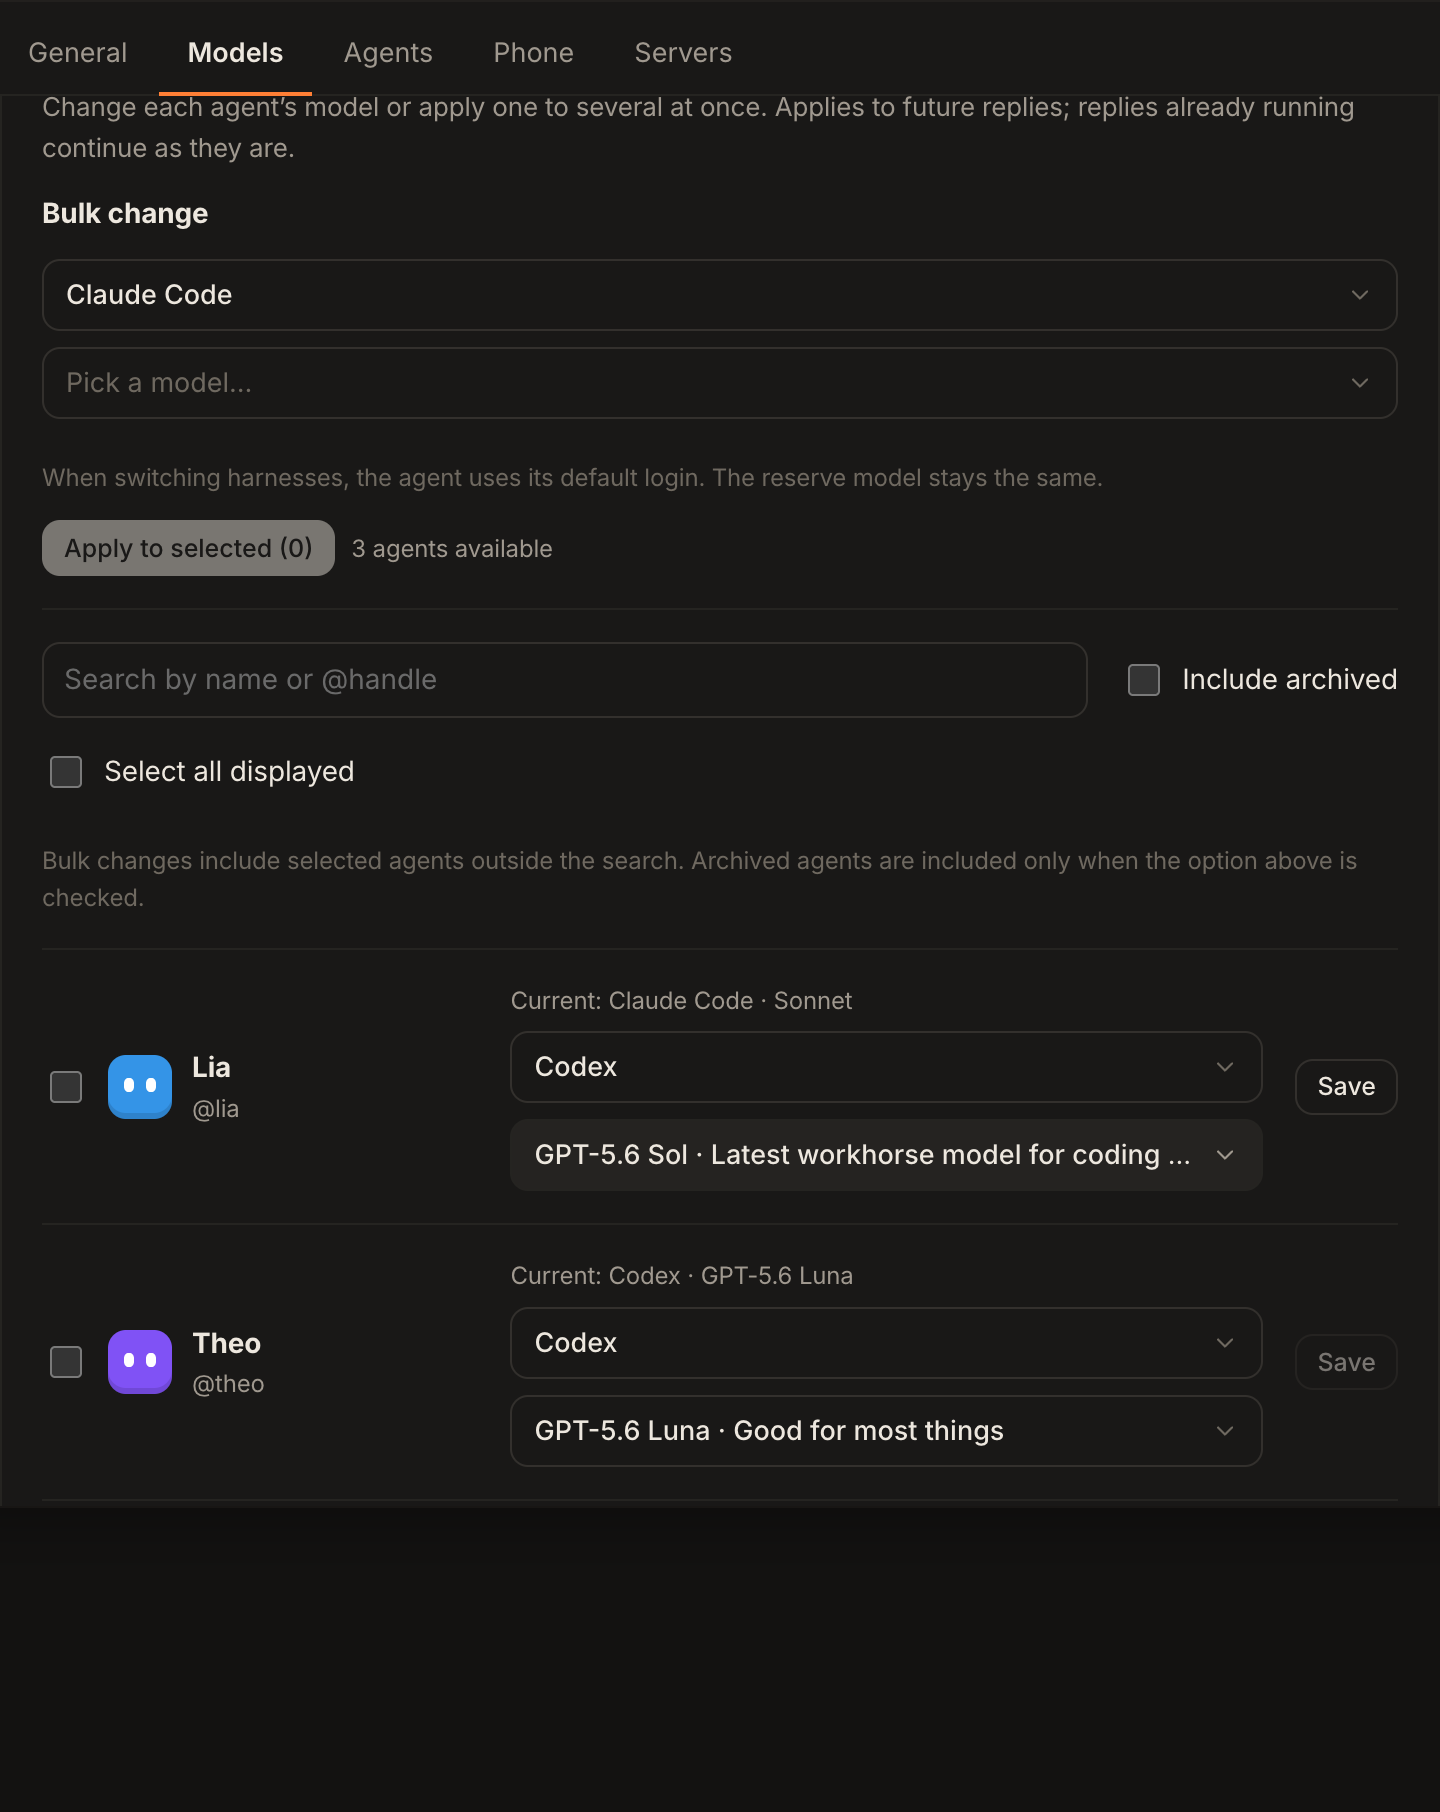 General Models Agents Phone Servers
Change each agent’s model or apply one to several at once. Applies to future replies; replies already running
continue as they are.
Bulk change
Claude Code
Pick a model...
When switching harnesses, the agent uses its default login. The reserve model stays the same.
Apply to selected (0) 3 agents available
Search by name or @handle
Include archived
Select all displayed
Bulk changes include selected agents outside the search. Archived agents are included only when the option above is
checked.
Current: Claude Code · Sonnet
Lia
@lia
Codex
GPT-5.6 Sol · Latest workhorse model for coding ...
Save
Current: Codex · GPT-5.6 Luna
Theo
@theo
Codex
GPT-5.6 Luna · Good for most things
Save